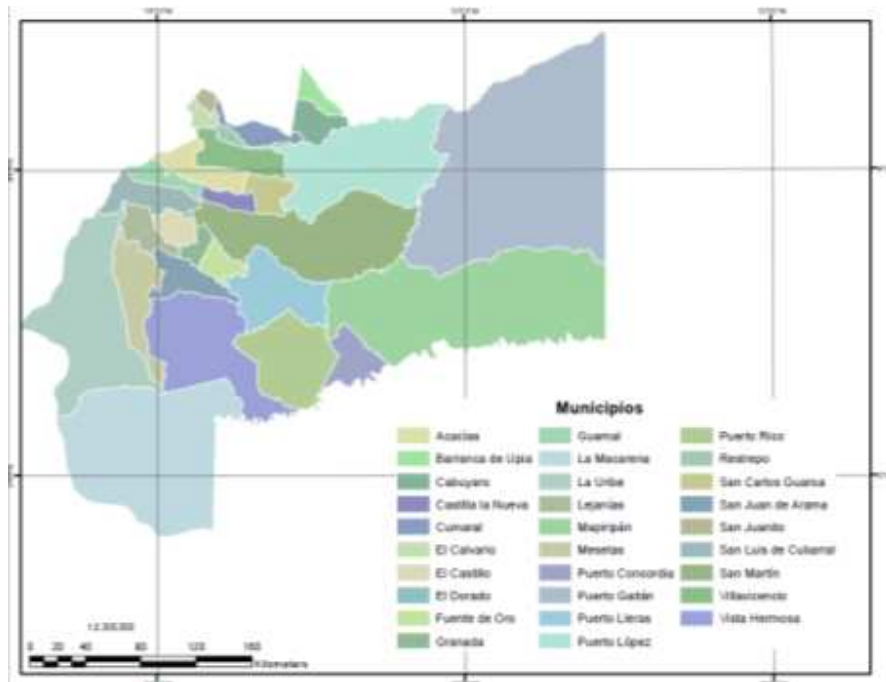 Municipios
Acacías
Barranca de Upia
Cabuyaro
Castilla la Nueva
Cumaral
El Calvario
El Castillo
El Dorado
Fuente de Oro
Granada
Guamal
La Macarena
La Uribe
Lejanías
Mapiripán
Mesetas
Puerto Concordia
Puerto Gaitán
Puerto Lleras
Puerto López
Puerto Rico
Restrepo
San Carlos Guaroa
San Juan de Arama
San Juanito
San Luis de Cubarral
San Martín
Villavicencio
Vista Hermosa
0 20 40 80 120 160
Kilometers